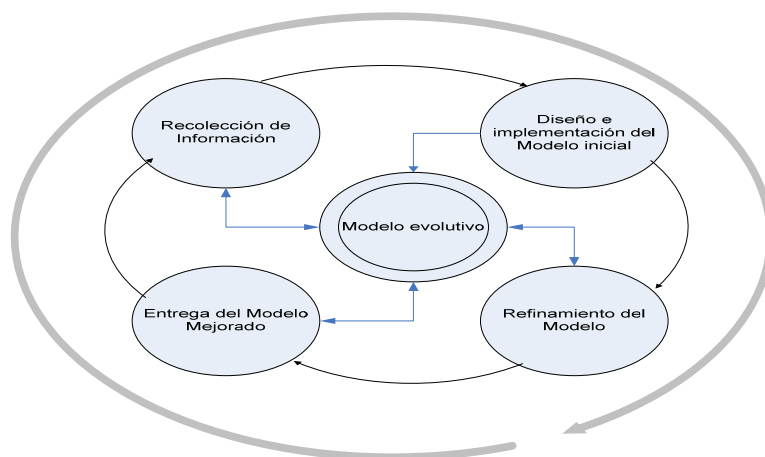 Recolección de
Información
Diseño e
implementación del
Modelo inicial
Modelo evolutivo
Entrega del Modelo
Mejorado
Refinamiento del
Modelo